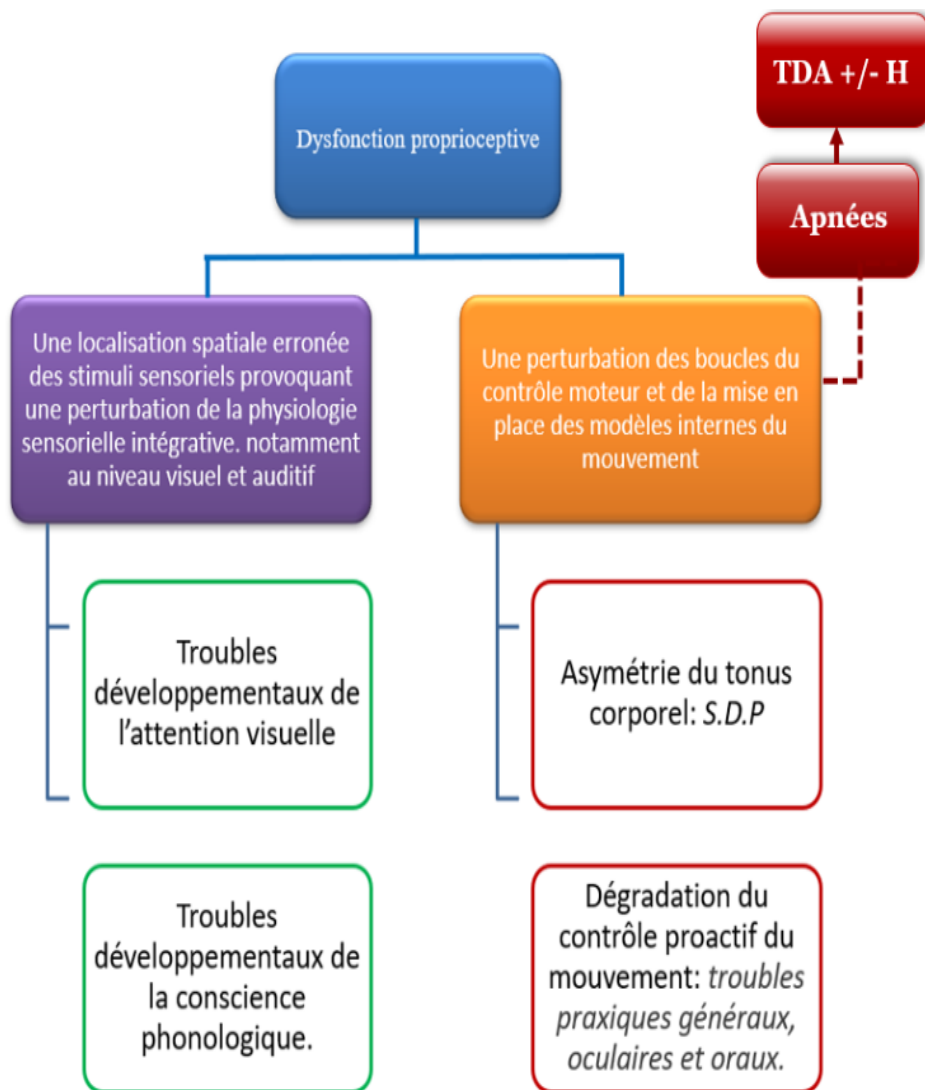 TDA +/- H
Apnées
Dysfonction proprioceptive
Une localisation spatiale erronée
des stimuli sensoriels provoquant
une perturbation de la physiologie
sensorielle intégrative. notamment
au niveau visuel et auditif
Une perturbation des boucles du
contrôle moteur et de la mise en
place des modèles internes du
mouvement
Troubles
développementaux de
l’attention visuelle
Asymétrie du tonus
corporel: S.D.P
Troubles
développementaux de
la conscience
phonologique.
Dégradation du
contrôle proactif du
mouvement: troubles
praxiques généraux,
oculaires et oraux.